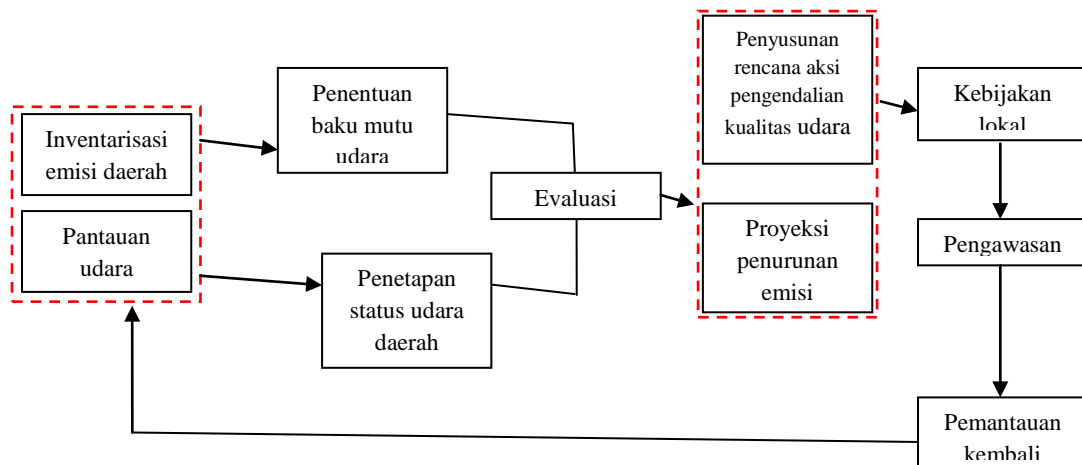 Inventarisasi
emisi daerah
Pantauan
udara
Penentuan
baku mutu
udara
Penetapan
status udara
daerah
Evaluasi
Penyusunan
rencana aksi
pengendalian
kualitas udara
Proyeksi
penurunan
emisi
Kebijakan
lokal
Pengawasan
Pemantauan
kembali